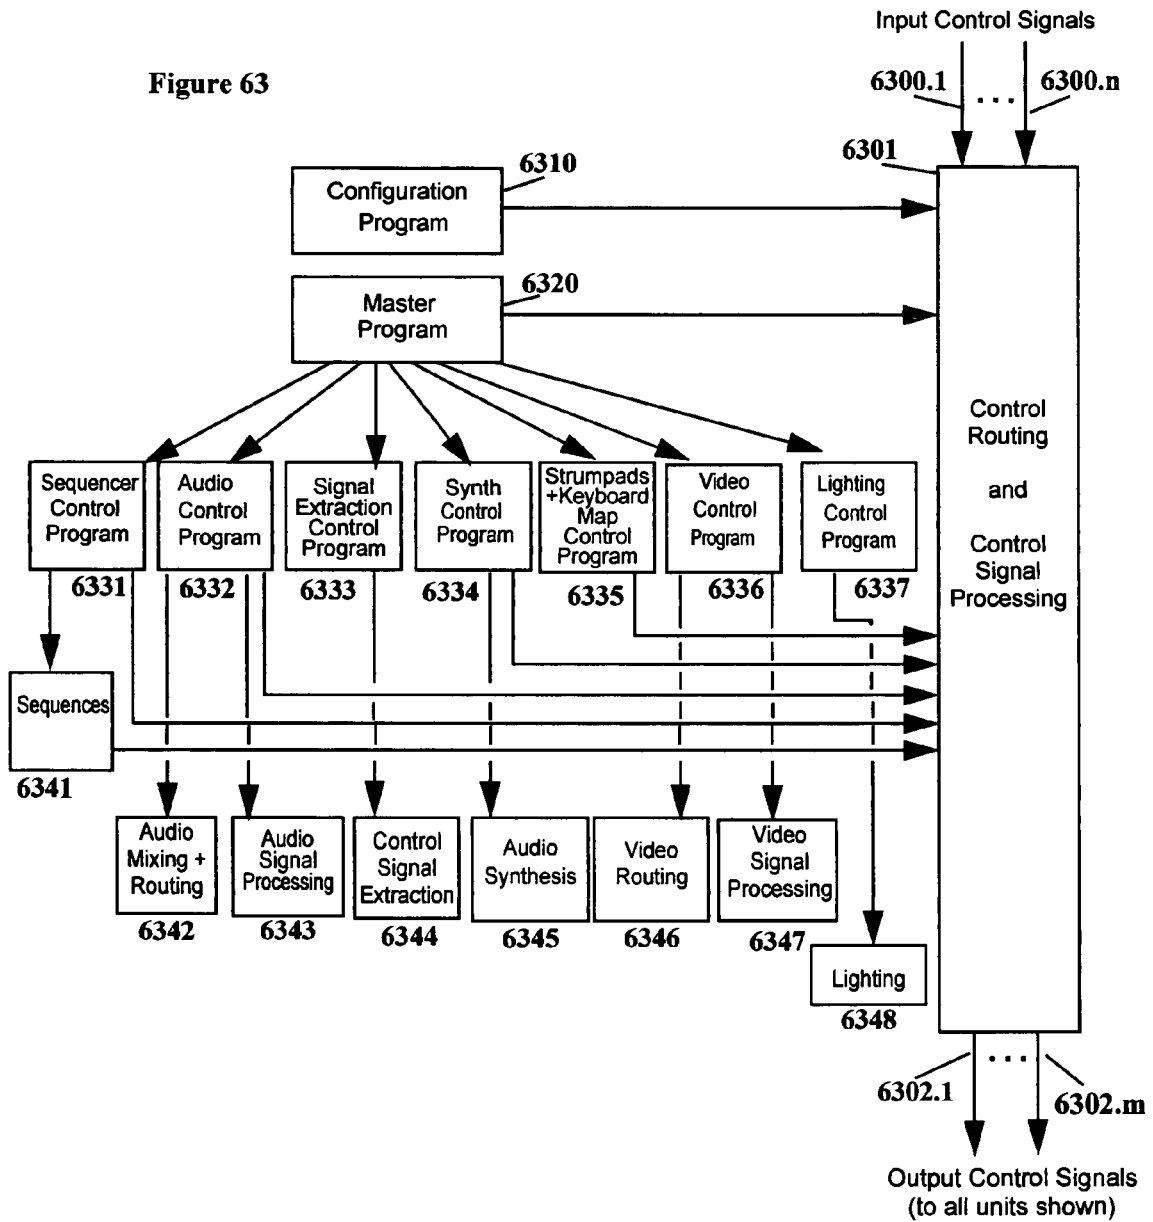 Input Control Signals
Figure 63
6300.1
...
6300.n
6301
6310
Configuration
Program
6320
Master
Program
Control
Routing
and
Control
Signal
Processing
Sequencer
Control
Program
6331
Audio
Control
Program
6332
Signal
Extraction
Control
Program
6333
Synth
Control
Program
6334
Strumpads
+Keyboard
Map
Control
Program
6335
Video
Control
Program
6336
Lighting
Control
Program
6337
Sequences
6341
Audio
Mixing +
Routing
6342
Audio
Signal
Processing
6343
Control
Signal
Extraction
6344
Audio
Synthesis
6345
Video
Routing
6346
Video
Signal
Processing
6347
Lighting
6348
6302.1
...
6302.m
Output Control Signals
(to all units shown)